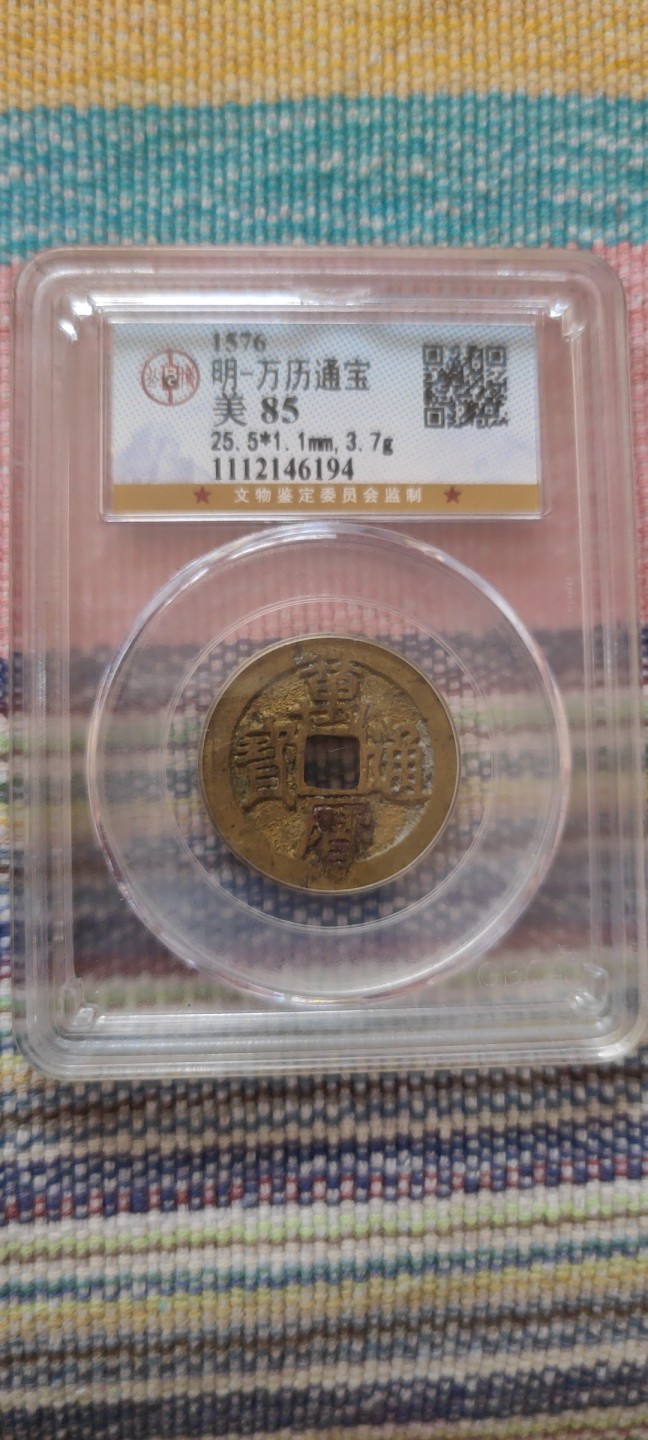 1576
明-万历通宝
美 85
25.5*1.1mm, 3.7g
1112146194
★ 文物鉴定委员会监制 ★
萬
寳 通
曆